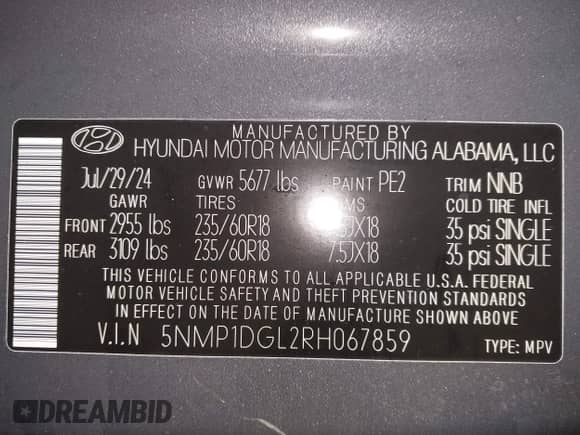 MANUFACTURED BY
HYUNDAI MOTOR MANUFACTURING ALABAMA, LLC
Jul/29/24 GVWR 5677 lbs PAINT PE2 TRIM NNB
GAWR TIRES COLD TIRE INFL
FRONT 2955 lbs 235/60R18 35 psi SINGLE
REAR 3109 lbs 235/60R18 7.5JX18 35 psi SINGLE
THIS VEHICLE CONFORMS TO ALL APPLICABLE U.S.A. FEDERAL
MOTOR VEHICLE SAFETY AND THEFT PREVENTION STANDARDS
IN EFFECT ON THE DATE OF MANUFACTURE SHOWN ABOVE.
V.I.N 5NMP1DGL2RH067859 TYPE: MPV
DREAMBID